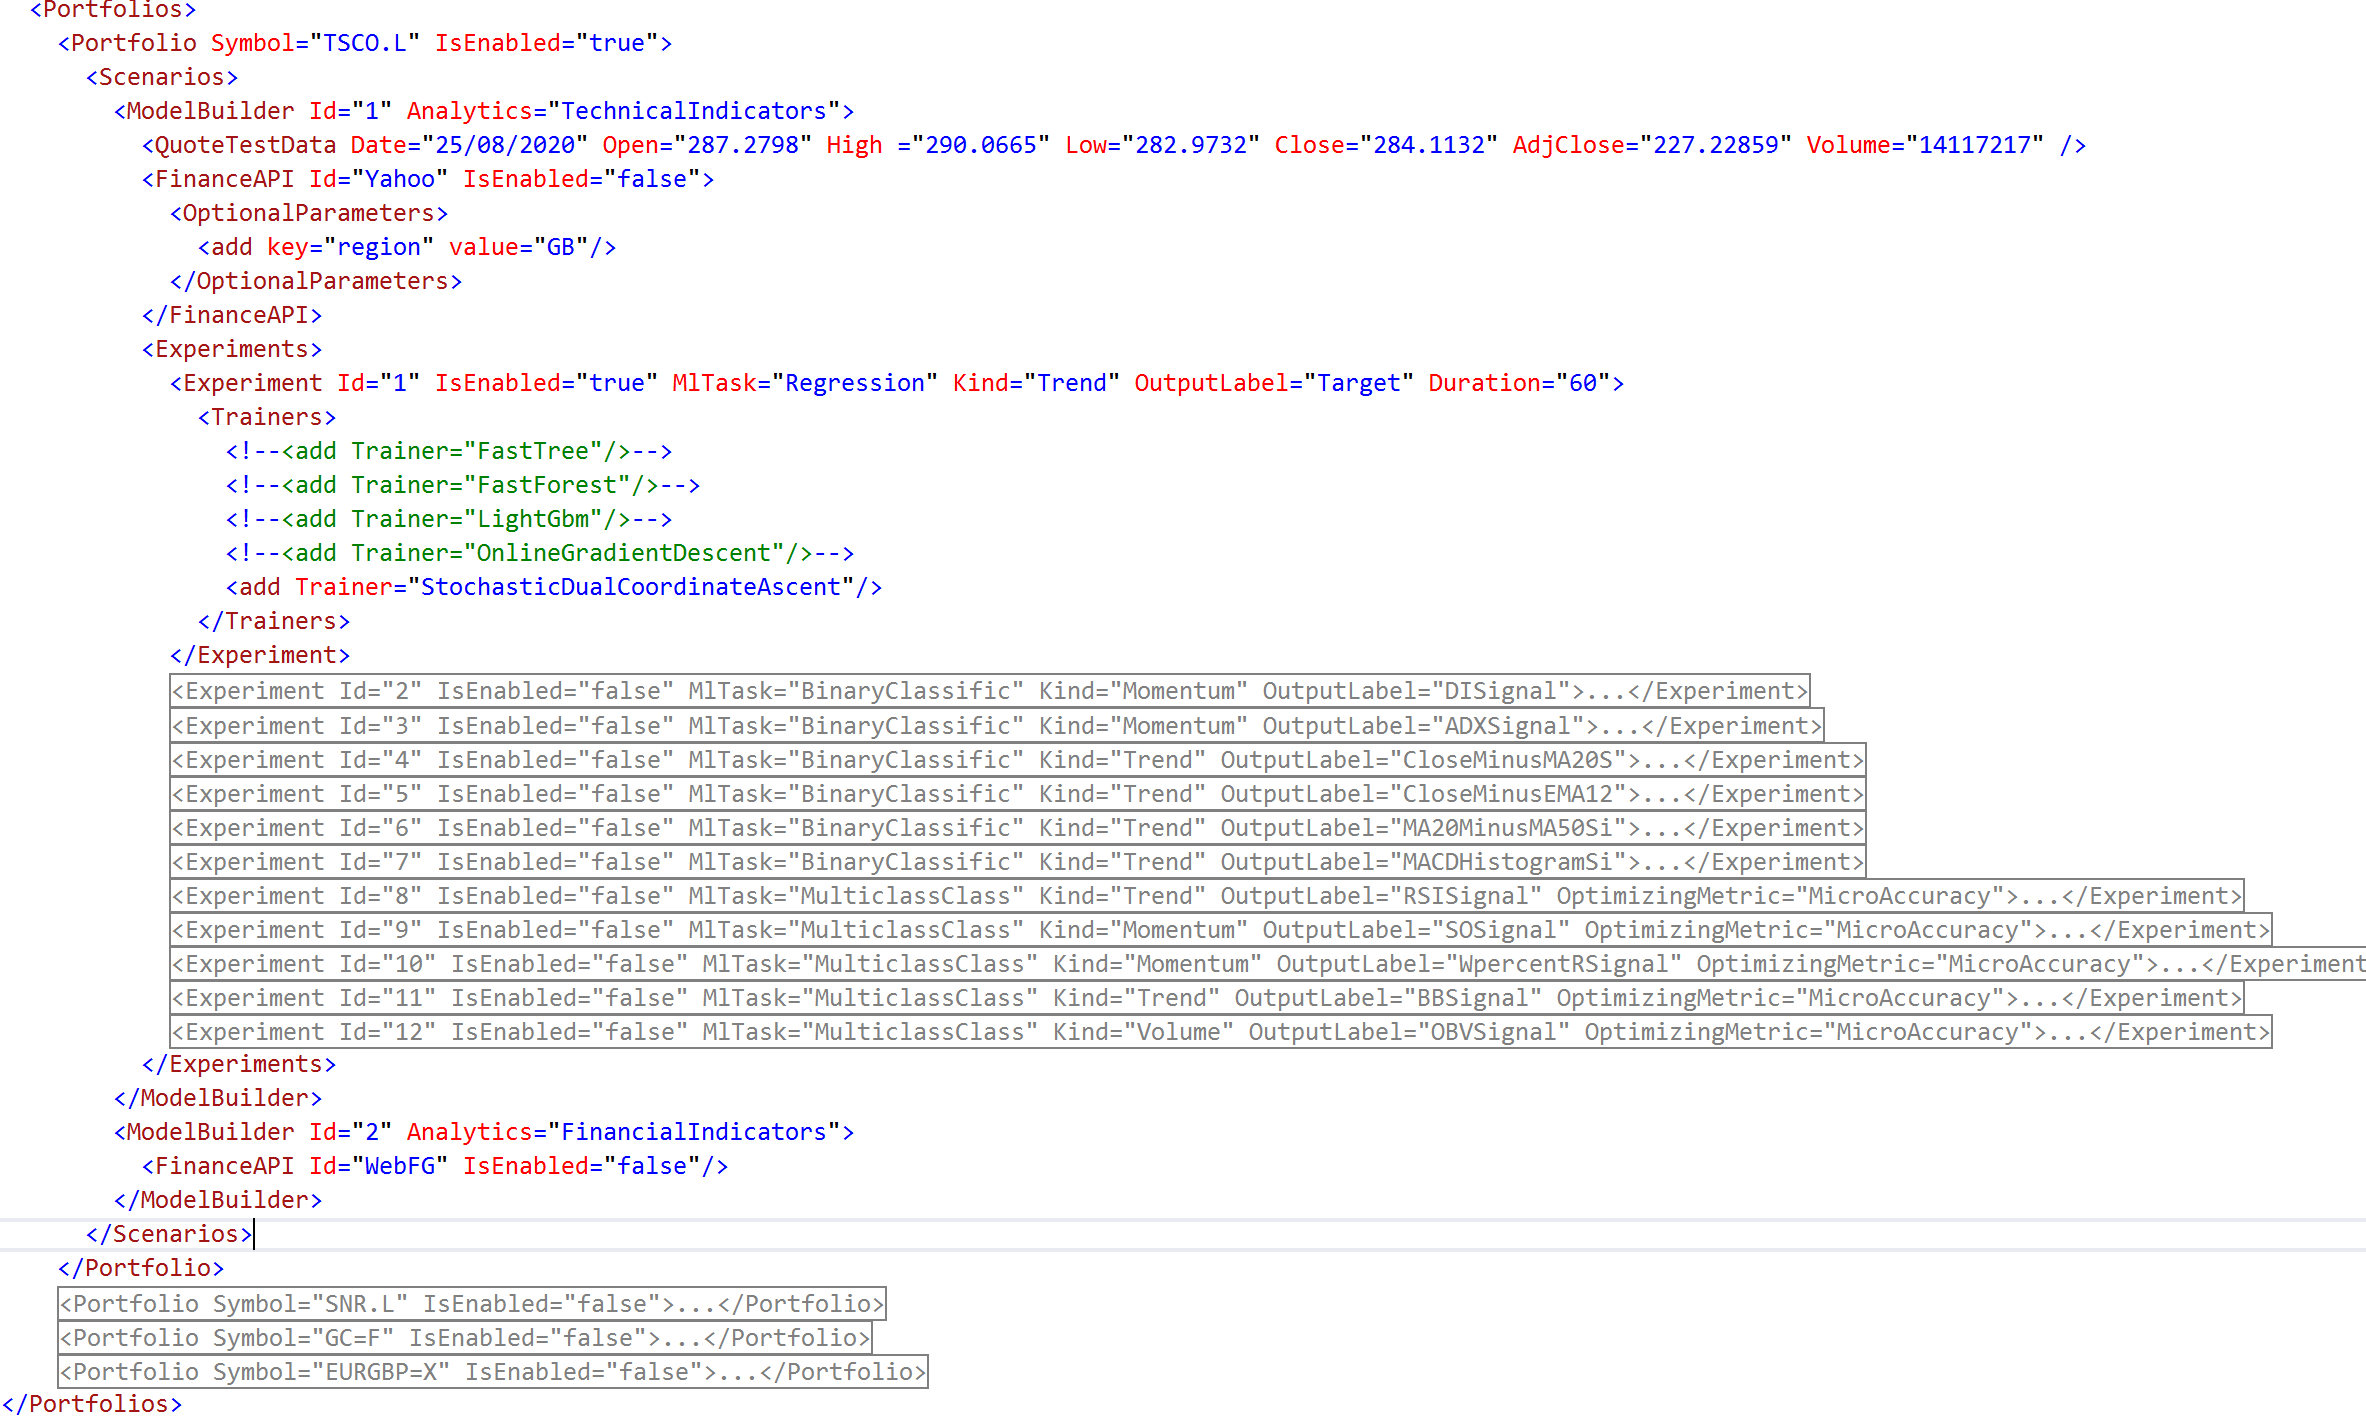 <Portfolios>
<Portfolio Symbol="TSCO.L" IsEnabled="true">
<Scenarios>
<ModelBuilder Id="1" Analytics="TechnicalIndicators">
<QuoteTestData Date="25/08/2020" Open="287.2798" High ="290.0665" Low="282.9732" Close="284.1132" AdjClose="227.22859" Volume="14117217" />
<FinanceAPI Id="Yahoo" IsEnabled="false">
<OptionalParameters>
<add key="region" value="GB"/>
</OptionalParameters>
</FinanceAPI>
<Experiments>
<Experiment Id="1" IsEnabled="true" MlTask="Regression" Kind="Trend" OutputLabel="Target" Duration="60">
<Trainers>
<!--<add Trainer="FastTree"/>-->
<!--<add Trainer="FastForest"/>-->
<!--<add Trainer="LightGbm"/>-->
<!--<add Trainer="OnlineGradientDescent"/>-->
<add Trainer="StochasticDualCoordinateAscent"/>
</Trainers>
</Experiment>
<Experiment Id="2" IsEnabled="false" MlTask="BinaryClassific" Kind="Momentum" OutputLabel="DISignal">...</Experiment>
<Experiment Id="3" IsEnabled="false" MlTask="BinaryClassific" Kind="Momentum" OutputLabel="ADXSignal">...</Experiment>
<Experiment Id="4" IsEnabled="false" MlTask="BinaryClassific" Kind="Trend" OutputLabel="CloseMinusMA20S">...</Experiment>
<Experiment Id="5" IsEnabled="false" MlTask="BinaryClassific" Kind="Trend" OutputLabel="CloseMinusEMA12">...</Experiment>
<Experiment Id="6" IsEnabled="false" MlTask="BinaryClassific" Kind="Trend" OutputLabel="MA20MinusMA50Si">...</Experiment>
<Experiment Id="7" IsEnabled="false" MlTask="BinaryClassific" Kind="Trend" OutputLabel="MACDHistogramSi">...</Experiment>
<Experiment Id="8" IsEnabled="false" MlTask="MulticlassClass" Kind="Trend" OutputLabel="RSISignal" OptimizingMetric="MicroAccuracy">...</Experiment>
<Experiment Id="9" IsEnabled="false" MlTask="MulticlassClass" Kind="Momentum" OutputLabel="SOSignal" OptimizingMetric="MicroAccuracy">...</Experiment>
<Experiment Id="10" IsEnabled="false" MlTask="MulticlassClass" Kind="Momentum" OutputLabel="WpercentRSignal" OptimizingMetric="MicroAccuracy">...</Experiment
<Experiment Id="11" IsEnabled="false" MlTask="MulticlassClass" Kind="Trend" OutputLabel="BBSignal" OptimizingMetric="MicroAccuracy">...</Experiment>
<Experiment Id="12" IsEnabled="false" MlTask="MulticlassClass" Kind="Volume" OutputLabel="OBVSignal" OptimizingMetric="MicroAccuracy">...</Experiment>
</Experiments>
</ModelBuilder>
<ModelBuilder Id="2" Analytics="FinancialIndicators">
<FinanceAPI Id="WebFG" IsEnabled="false"/>
</ModelBuilder>
</Scenarios>
</Portfolio>
<Portfolio Symbol="SNR.L" IsEnabled="false">...</Portfolio>
<Portfolio Symbol="GC=F" IsEnabled="false">...</Portfolio>
<Portfolio Symbol="EURGBP=X" IsEnabled="false">...</Portfolio>
</Portfolios>